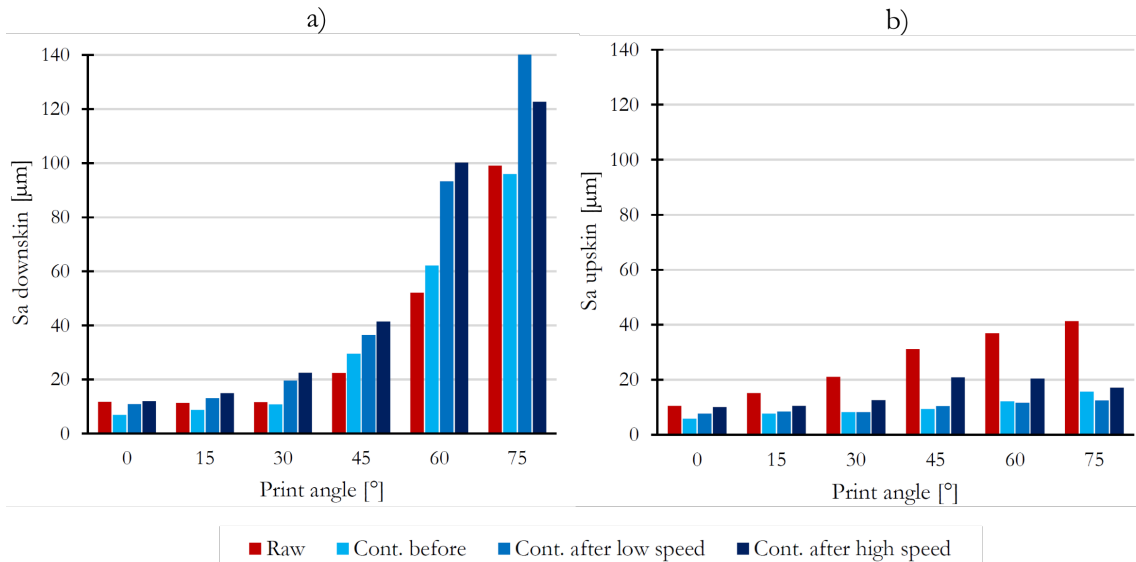 a)
140
120
100
80
60
40
20
0
Sa downskin [µm]
0 15 30 45 60 75
Print angle [°]
b)
140
120
100
80
60
40
20
0
Sa upskin [µm]
0 15 30 45 60 75
Print angle [°]
Raw Cont. before Cont. after low speed Cont. after high speed